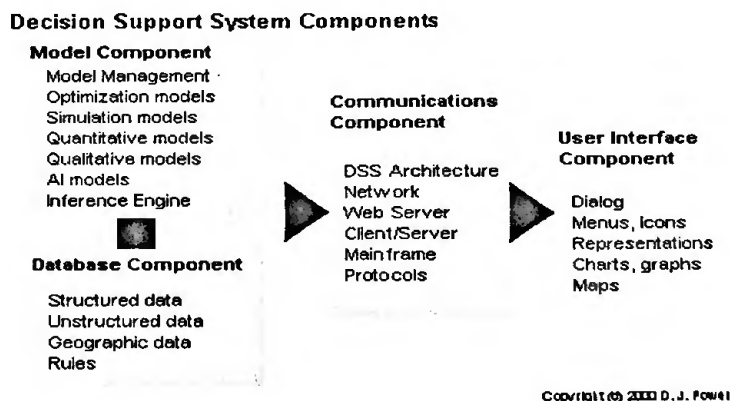 Decision Support System Components
Model Component
Model Management
Optimization models
Simulation models
Quantitative models
Qualitative models
AI models
Inference Engine
Database Component
Structured data
Unstructured data
Geographic data
Rules
Communications
Component
DSS Architecture
Network
Web Server
Client/Server
Mainframe
Protocols
User Interface
Component
Dialog
Menus, Icons
Representations
Charts, graphs
Maps
2000 D. J.